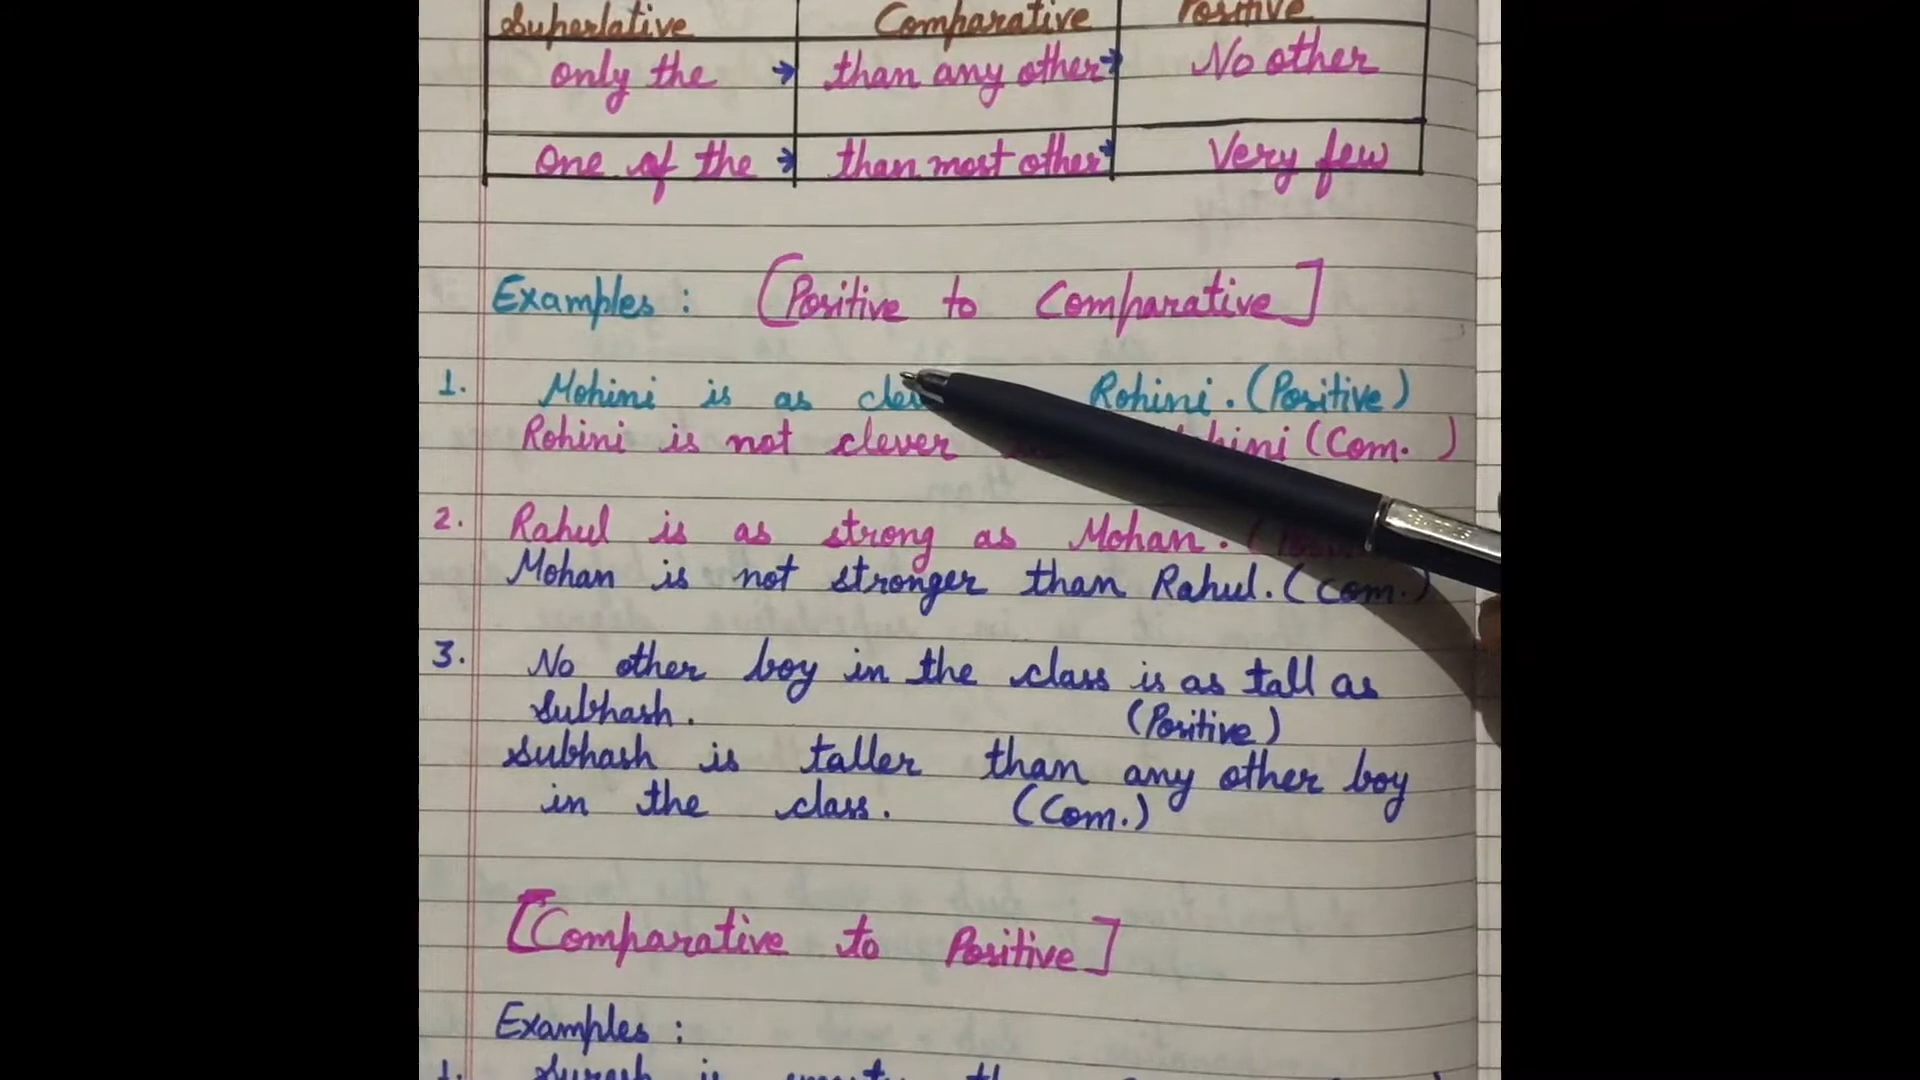 Superlative Comparative Positive
only the → than any other → No other
One of the → than most other → Very few
Examples : [Positive to Comparative]
1. Mohini is as Rohini. (Positive)
Rohini is not clever (Com. )
2. Rahul is as strong as Mohan.
Mohan is not stronger than Rahul. (Com.)
3. No other boy in the class is as tall as
Subhash. (Positive)
Subhash is taller than any other boy
in the class. (Com.)
[Comparative to Positive]
Examples :
1. is